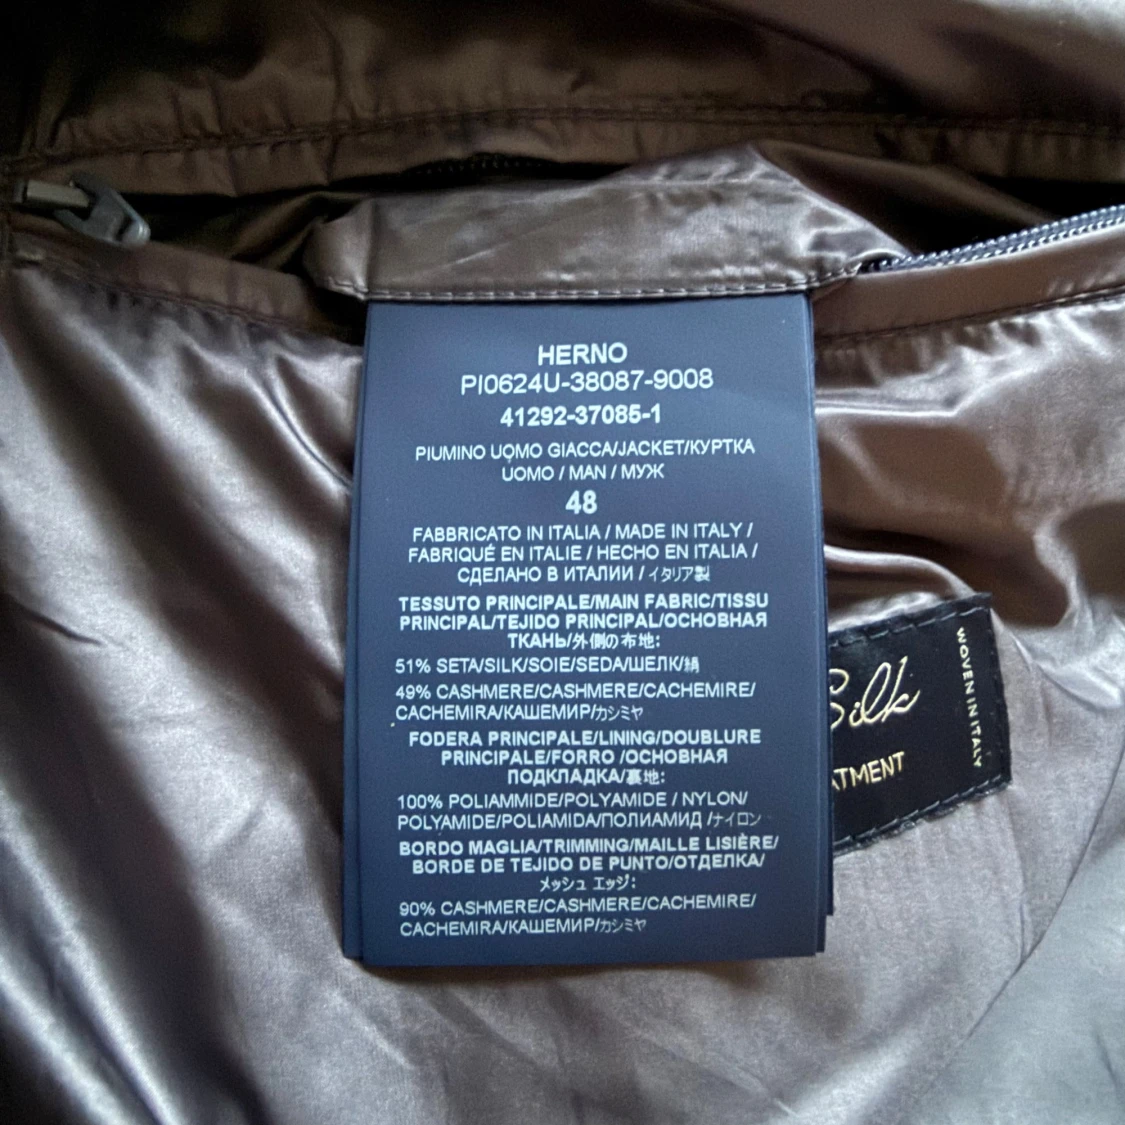 HERNO
PI0624U-38087-9008
41292-37085-1
PIUMINO UOMO GIACCA/JACKET/КУРТКА
UOMO / MAN / МУЖ
48
FABBRICATO IN ITALIA / MADE IN ITALY /
FABRIQUÉ EN ITALIE / HECHO EN ITALIA /
СДЕЛАНО В ИТАЛИИ / イタリア製
TESSUTO PRINCIPALE/MAIN FABRIC/TISSU
PRINCIPAL/TEJIDO PRINCIPAL/ОСНОВНАЯ
ТКАНЬ/外側の布地:
51% SETA/SILK/SOIE/SEDA/ШЕЛК/絹
49% CASHMERE/CASHMERE/CACHEMIRE/
CACHEMIRA/КАШЕМИР/カシミヤ
FODERA PRINCIPALE/LINING/DOUBLURE
PRINCIPALE/FORRO /ОСНОВНАЯ
ПОДКЛАДКА/裏地:
100% POLIAMMIDE/POLYAMIDE / NYLON/
POLYAMIDE/POLIAMIDA/ПОЛИАМИД /ナイロン
BORDO MAGLIA/TRIMMING/MAILLE LISIÈRE/
BORDE DE TEJIDO DE PUNTO/ОТДЕЛКА/
メッシュ エッジ:
90% CASHMERE/CASHMERE/CACHEMIRE/
CACHEMIRA/КАШЕМИР/カシミヤ
Silk
ATMENT
WOVEN IN ITALY